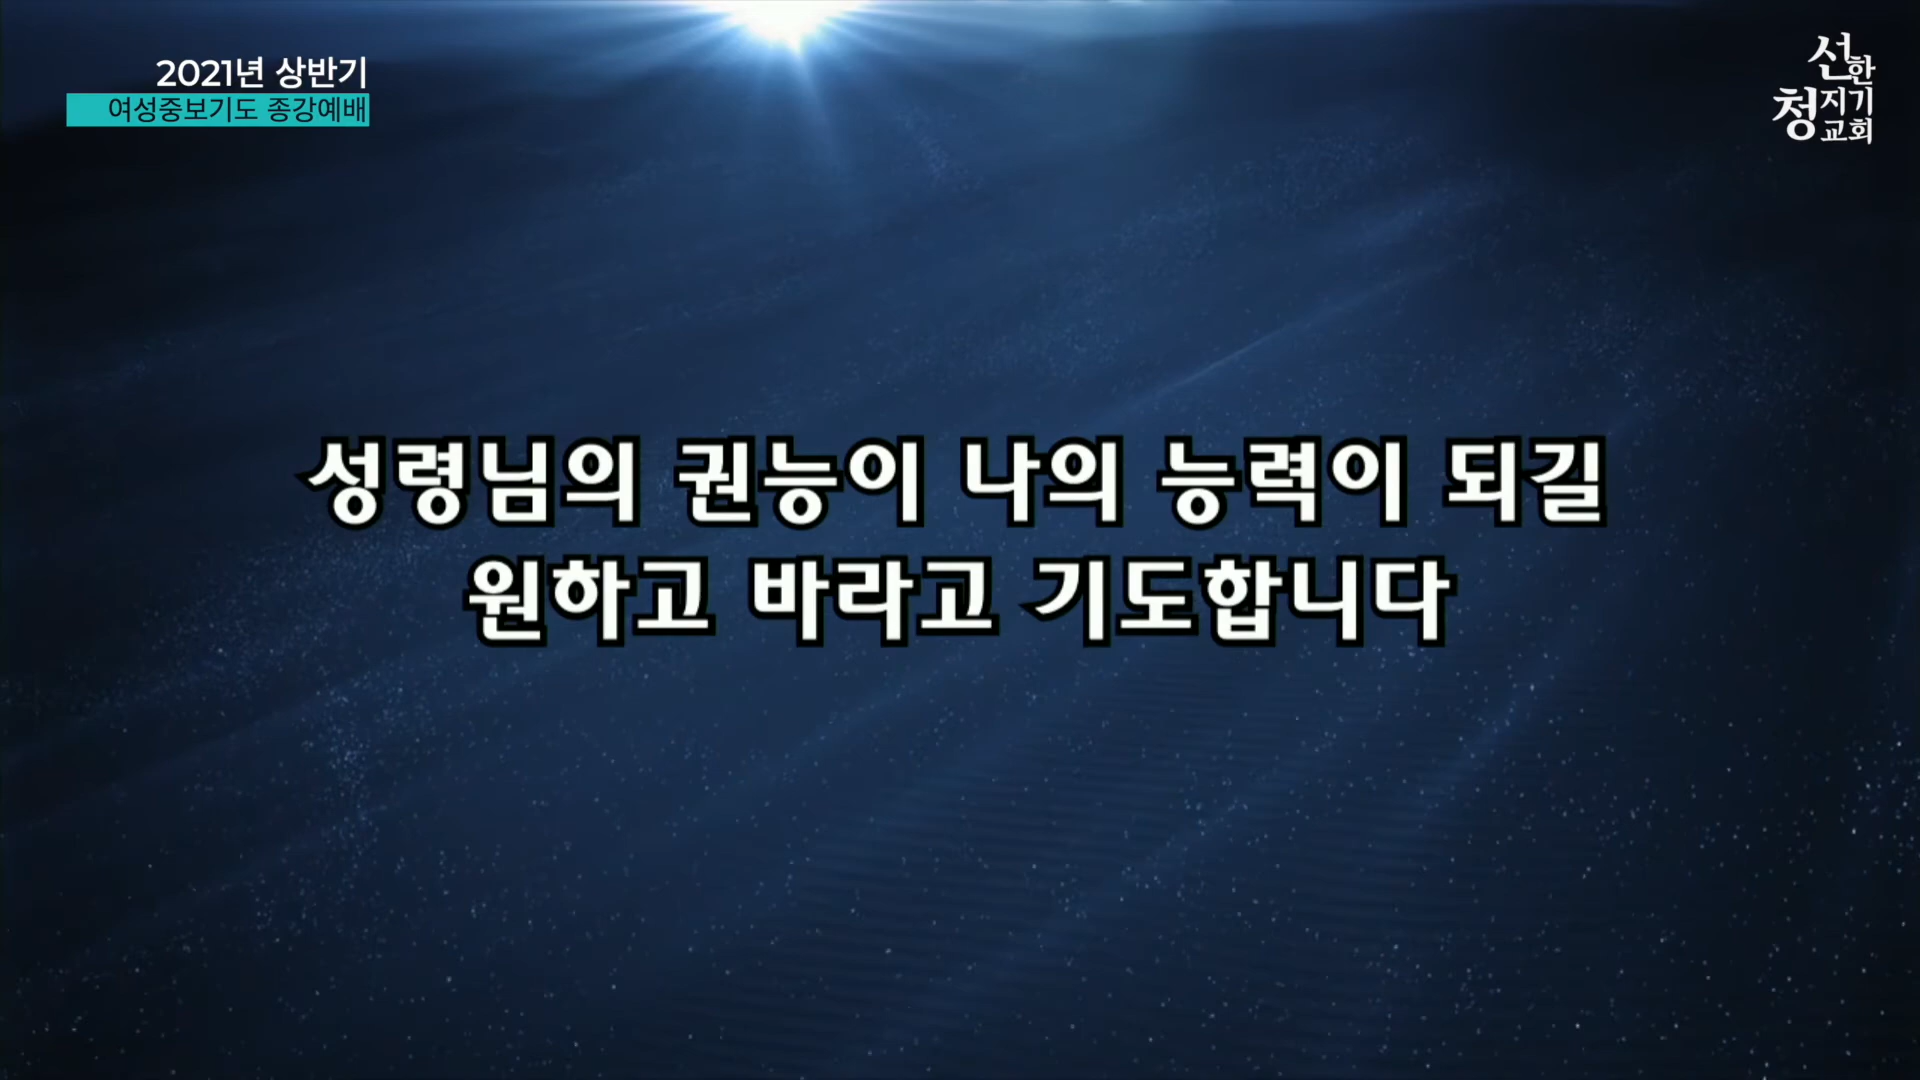 2021년 상반기
여성중보기도 종강예배
선한
청지기
교회
성령님의 권능이 나의 능력이 되길
원하고 바라고 기도합니다